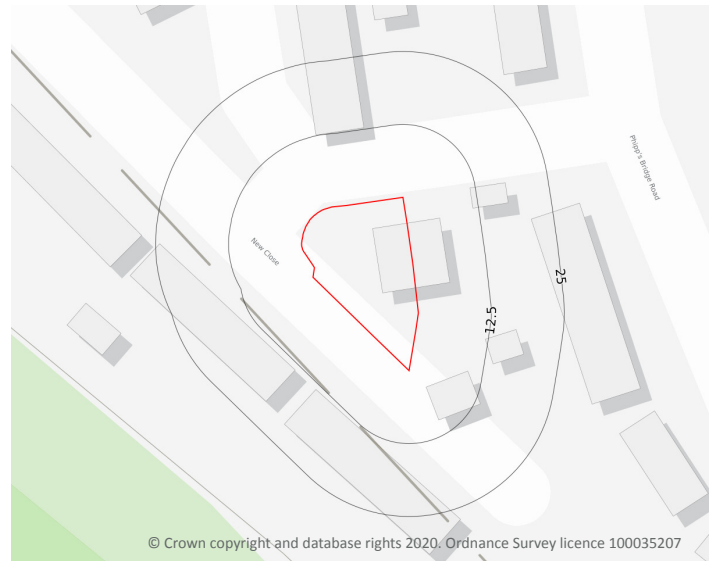 Phipp's Bridge Road
New Close
25
12.5
© Crown copyright and database rights 2020. Ordnance Survey licence 100035207